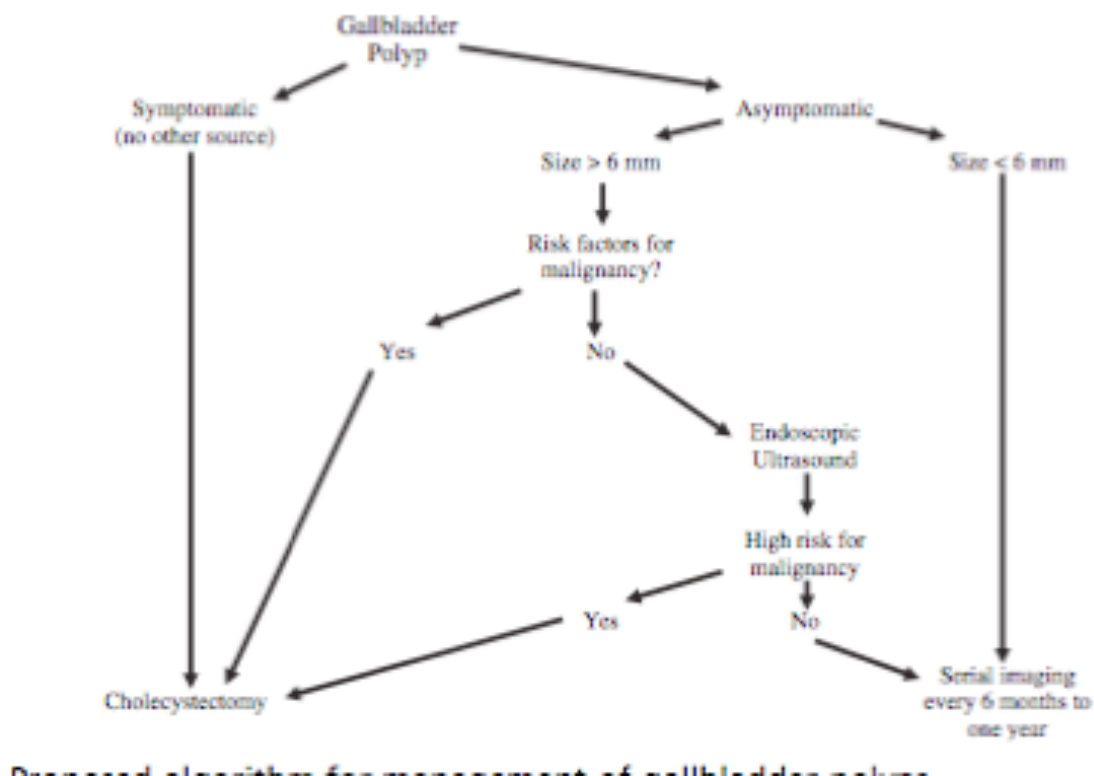 Gallbladder
Polyp
Symptomatic
(no other source)
Asymptomatic
Size > 6 mm
Size < 6 mm
Risk factors for
malignancy?
Yes
No
Endoscopic
Ultrasound
High risk for
malignancy
Yes
No
Cholecystectomy
Serial imaging
every 6 months to
one year
Proposed algorithm for management of gallbladder polyps